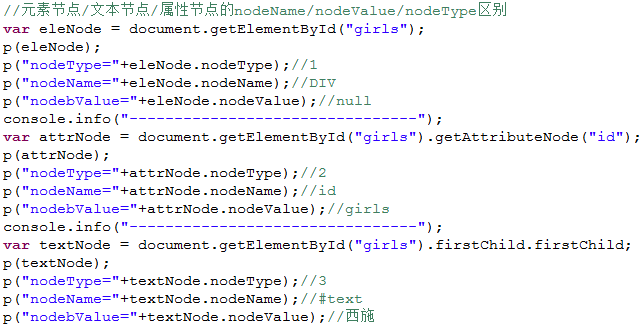 //元素节点/文本节点/属性节点的nodeName/nodeValue/nodeType区别
var eleNode = document.getElementById("girls");
p(eleNode);
p("nodeType="+eleNode.nodeType);//1
p("nodeName="+eleNode.nodeName);//DIV
p("nodebValue="+eleNode.nodeValue);//null
console.info("--------------------------------");
var attrNode = document.getElementById("girls").getAttributeNode("id");
p(attrNode);
p("nodeType="+attrNode.nodeType);//2
p("nodeName="+attrNode.nodeName);//id
p("nodebValue="+attrNode.nodeValue);//girls
console.info("--------------------------------");
var textNode = document.getElementById("girls").firstChild.firstChild;
p(textNode);
p("nodeType="+textNode.nodeType);//3
p("nodeName="+textNode.nodeName);//#text
p("nodebValue="+textNode.nodeValue);//西施